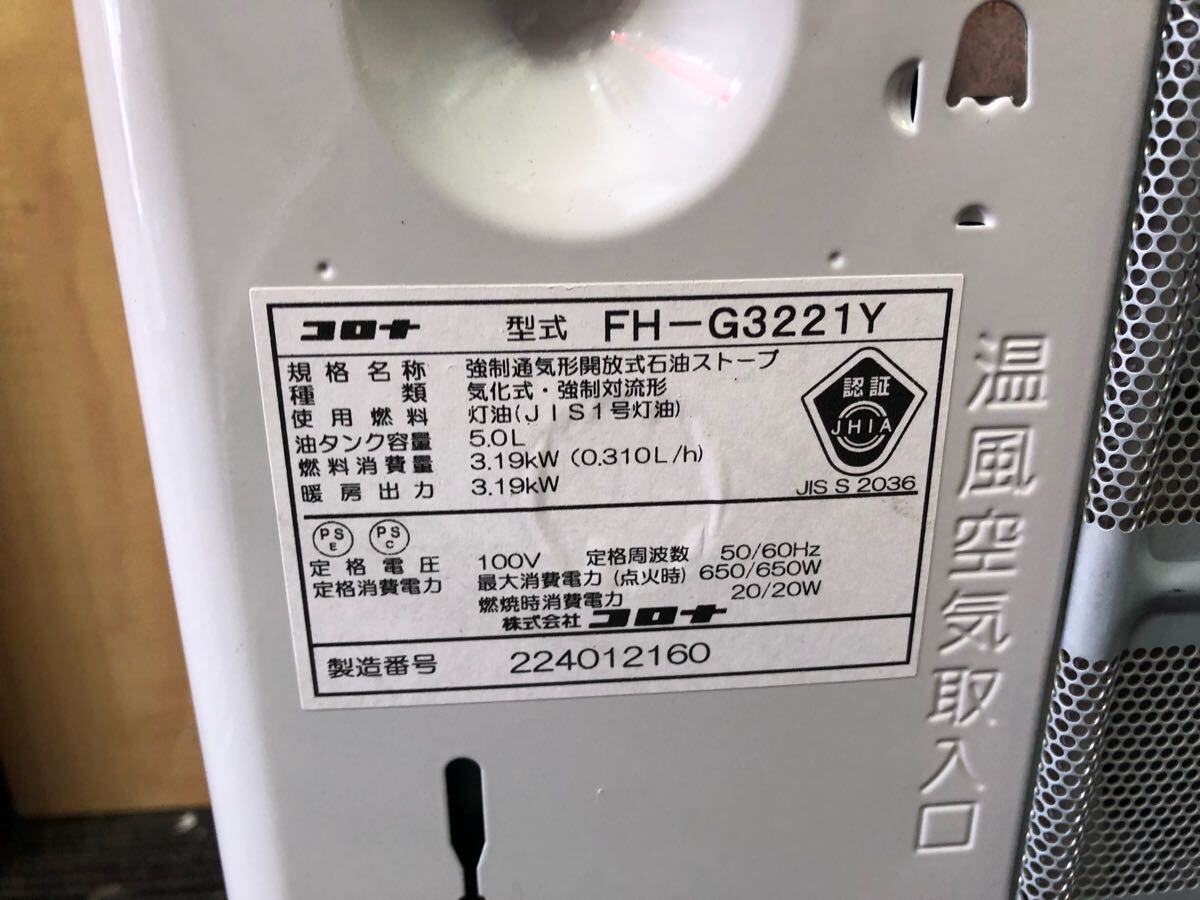 コロナ 型式 FH-G3221Y
規格名称 強制通気形開放式石油ストーブ
種類 気化式・強制対流形
使用燃料 灯油(JIS1号灯油)
油タンク容量 5.0L
燃料消費量 3.19kW (0.310L/h)
暖房出力 3.19kW
認証
JHIA
JIS S 2036
PS E PS C
定格電圧 100V 定格周波数 50/60Hz
定格消費電力 最大消費電力 (点火時) 650/650W
燃焼時消費電力 20/20W
株式会社 コロナ
製造番号 224012160
温風空気取入口